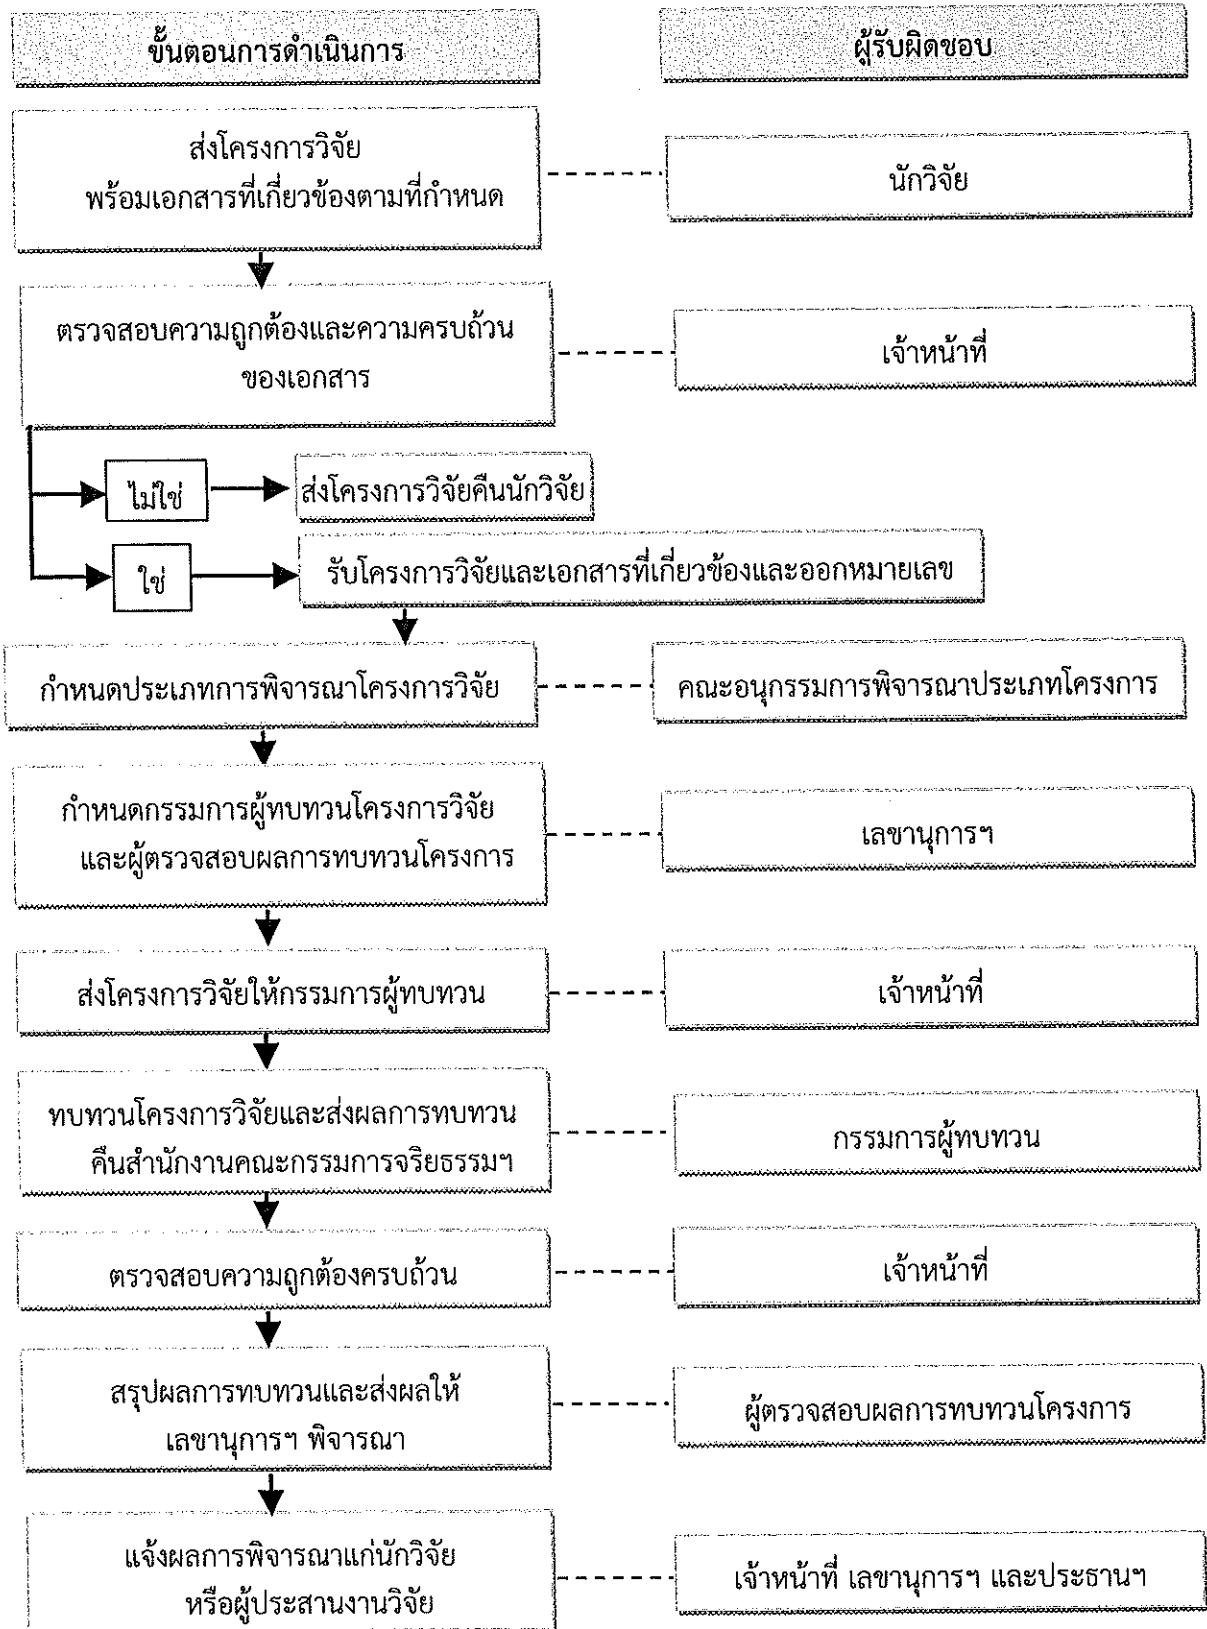 ขั้นตอนการดำเนินการ
ผู้รับผิดชอบ
ส่งโครงการวิจัย
พร้อมเอกสารที่เกี่ยวข้องตามที่กำหนด
นักวิจัย
ตรวจสอบความถูกต้องและความครบถ้วน
ของเอกสาร
เจ้าหน้าที่
ไม่ใช่
ส่งโครงการวิจัยคืนนักวิจัย
ใช่
รับโครงการวิจัยและเอกสารที่เกี่ยวข้องและออกหมายเลข
กำหนดประเภทการพิจารณาโครงการวิจัย
คณะอนุกรรมการพิจารณาประเภทโครงการ
กำหนดกรรมการผู้ทบทวนโครงการวิจัย
และผู้ตรวจสอบผลการทบทวนโครงการ
เลขานุการฯ
ส่งโครงการวิจัยให้กรรมการผู้ทบทวน
เจ้าหน้าที่
ทบทวนโครงการวิจัยและส่งผลการทบทวน
คืนสำนักงานคณะกรรมการจริยธรรมฯ
กรรมการผู้ทบทวน
ตรวจสอบความถูกต้องครบถ้วน
เจ้าหน้าที่
สรุปผลการทบทวนและส่งผลให้
เลขานุการฯ พิจารณา
ผู้ตรวจสอบผลการทบทวนโครงการ
แจ้งผลการพิจารณาแก่นักวิจัย
หรือผู้ประสานงานวิจัย
เจ้าหน้าที่ เลขานุการฯ และประธานฯ